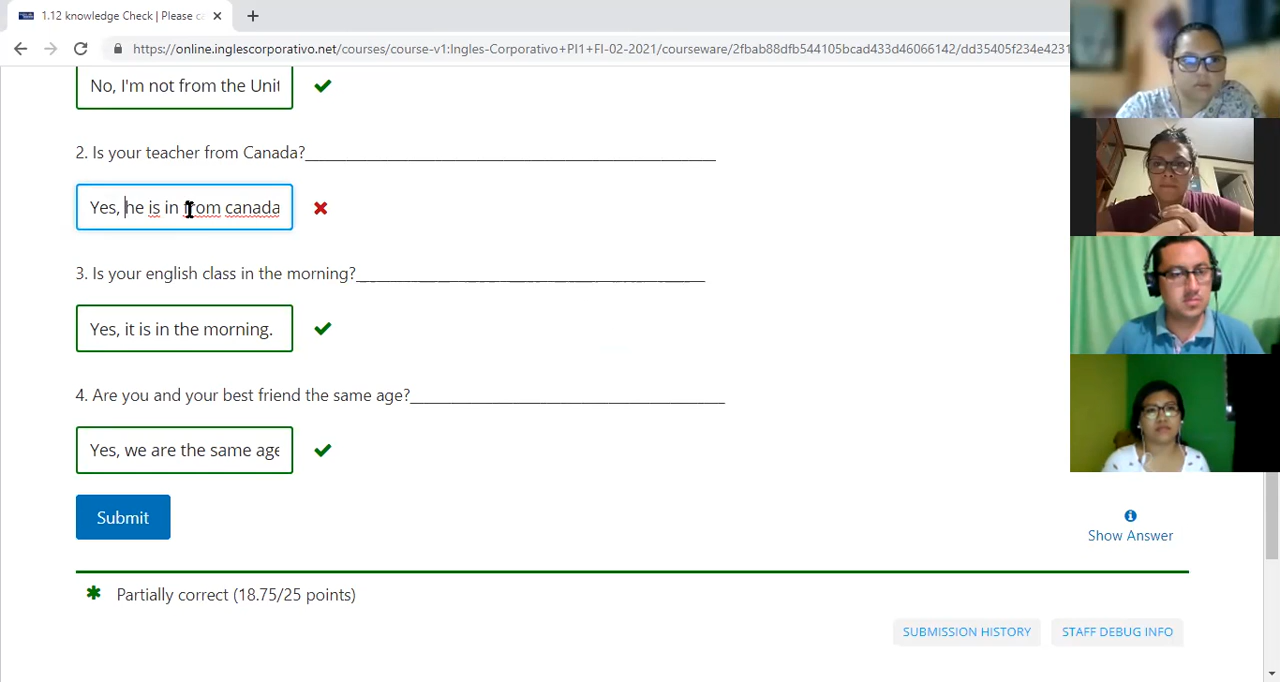 1.12 knowledge Check | Please ca
https://online.inglescorporativo.net/courses/course-v1:Ingles-Corporativo+PI1+FI-02-2021/courseware/2fbab88dfb544105bcad433d46066142/dd35405f234e4231
No, I'm not from the Unit
2. Is your teacher from Canada?
Yes, he is in from canada
3. Is your english class in the morning?
Yes, it is in the morning.
4. Are you and your best friend the same age?
Yes, we are the same age
Submit
Show Answer
Partially correct (18.75/25 points)
SUBMISSION HISTORY STAFF DEBUG INFO